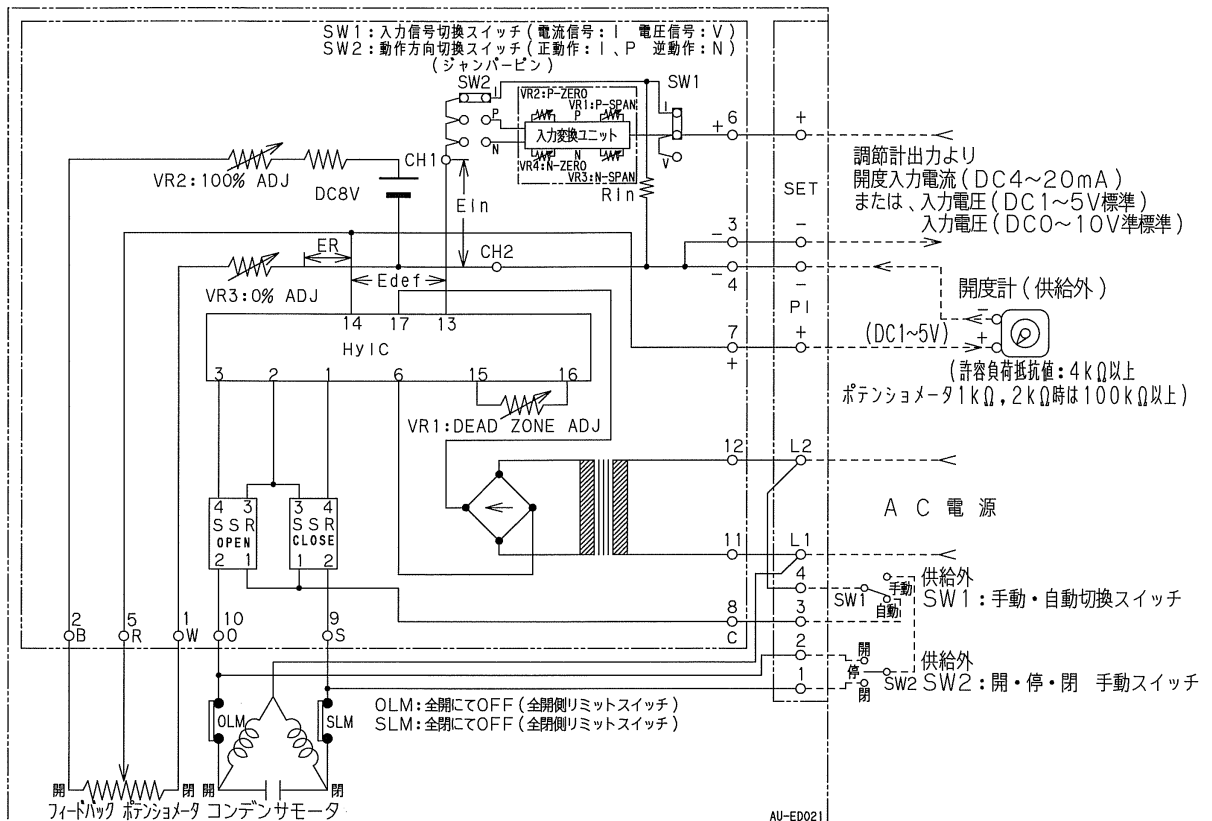 SW1:入力信号切換スイッチ(電流信号:I 電圧信号:V)
SW2:動作方向切換スイッチ(正動作:I、P 逆動作:N)
(ジャンパーピン)
SW2
SW1
I
P
N
VR2:P-ZERO
VR1:P-SPAN
P
入力変換ユニット
N
VR4:N-ZERO
VR3:N-SPAN
I
V
+ 6 +
調節計出力より
開度入力電流(DC4~20mA)
または、入力電圧(DC1~5V標準)
入力電圧(DC0~10V準標準)
SET
VR2:100% ADJ
DC8V
CH1
EIn
RIn
- 3 -
ER
CH2
Edef
VR3:0% ADJ
- 4 -
PI
開度計(供給外)
-
+
(DC1~5V)
7 +
+
(許容負荷抵抗値:4kΩ以上
ポテンショメータ1kΩ,2kΩ時は100kΩ以上)
14 17 13
HyIC
3 2 1 6 15 16
VR1:DEAD ZONE ADJ
12 L2
AC電源
11 L1
4 3
SSR
OPEN
2 1
3 4
SSR
CLOSE
1 2
4
SW1
手動
自動
供給外
SW1:手動・自動切換スイッチ
8 3
C
2
1
開
停
閉
SW2
供給外
SW2:開・停・閉 手動スイッチ
2 5 1 10 9
B R W O S
OLM
SLM
OLM:全開にてOFF(全開側リミットスイッチ)
SLM:全閉にてOFF(全閉側リミットスイッチ)
開 閉 開 閉
フィードバック ポテンショメータ コンデンサモータ
AU-ED021